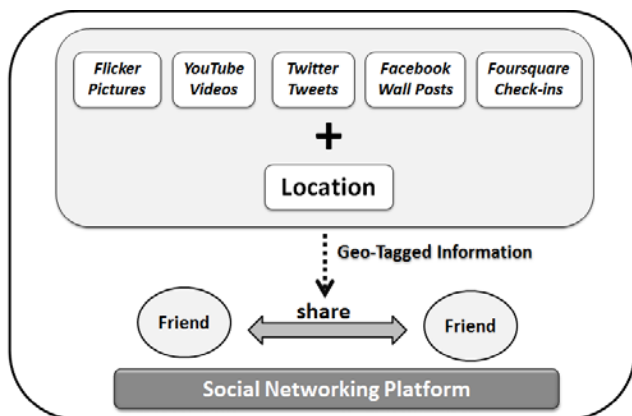 Flicker YouTube Twitter Facebook Foursquare
Pictures Videos Tweets Wall Posts Check-ins
+
Location
Geo-Tagged Information
share
Friend Friend
Social Networking Platform